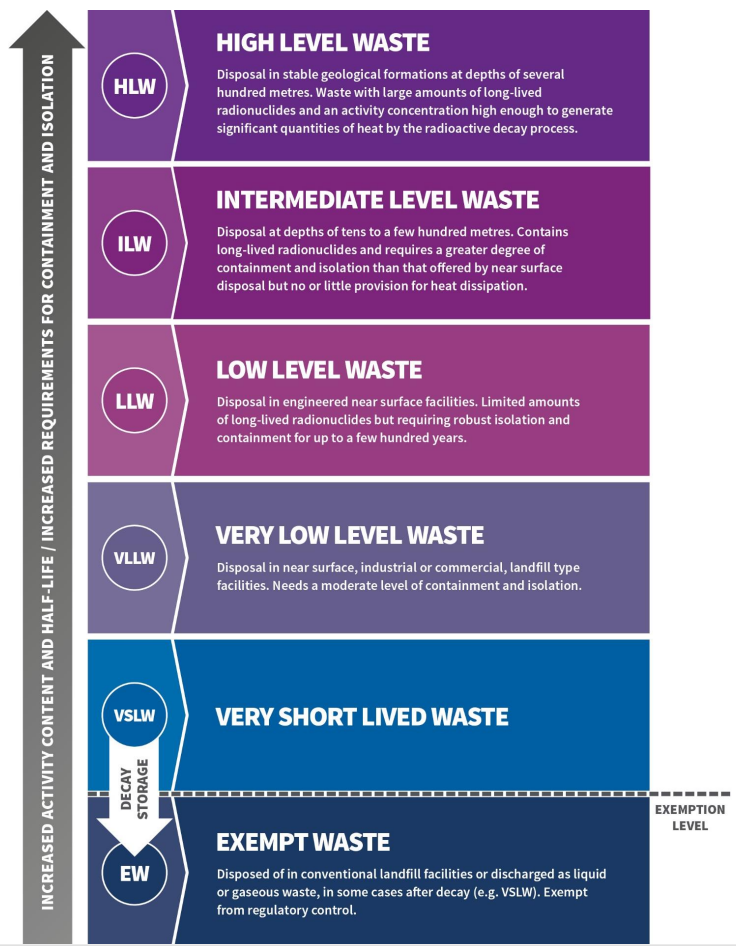 INCREASED ACTIVITY CONTENT AND HALF-LIFE / INCREASED REQUIREMENTS FOR CONTAINMENT AND ISOLATION
HLW
HIGH LEVEL WASTE
Disposal in stable geological formations at depths of several
hundred metres. Waste with large amounts of long-lived
radionuclides and an activity concentration high enough to generate
significant quantities of heat by the radioactive decay process.
ILW
INTERMEDIATE LEVEL WASTE
Disposal at depths of tens to a few hundred metres. Contains
long-lived radionuclides and requires a greater degree of
containment and isolation than that offered by near surface
disposal but no or little provision for heat dissipation.
LLW
LOW LEVEL WASTE
Disposal in engineered near surface facilities. Limited amounts
of long-lived radionuclides but requiring robust isolation and
containment for up to a few hundred years.
VLLW
VERY LOW LEVEL WASTE
Disposal in near surface, industrial or commercial, landfill type
facilities. Needs a moderate level of containment and isolation.
VSLW
VERY SHORT LIVED WASTE
DECAY
STORAGE
EXEMPTION
LEVEL
EW
EXEMPT WASTE
Disposed of in conventional landfill facilities or discharged as liquid
or gaseous waste, in some cases after decay (e.g. VSLW). Exempt
from regulatory control.